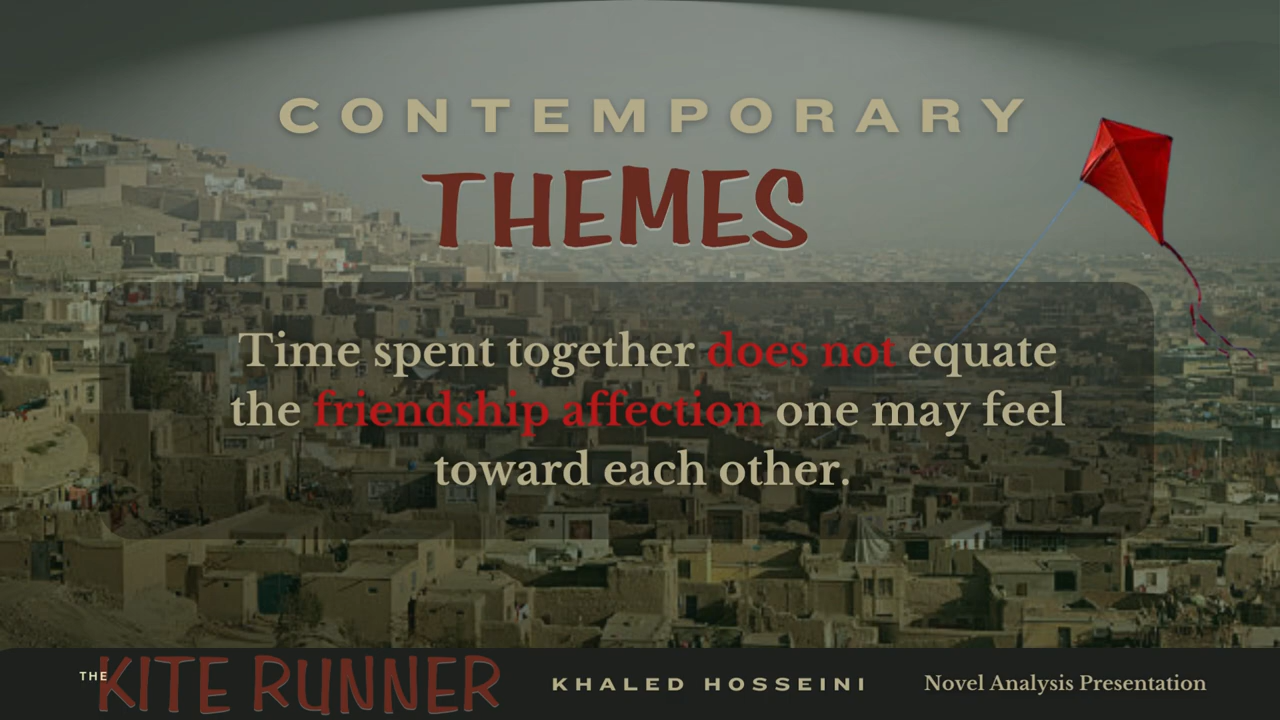 CONTEMPORARY
THEMES
Time spent together does not equate
the friendship affection one may feel
toward each other.
THE KITE RUNNER
KHALED HOSSEINI
Novel Analysis Presentation